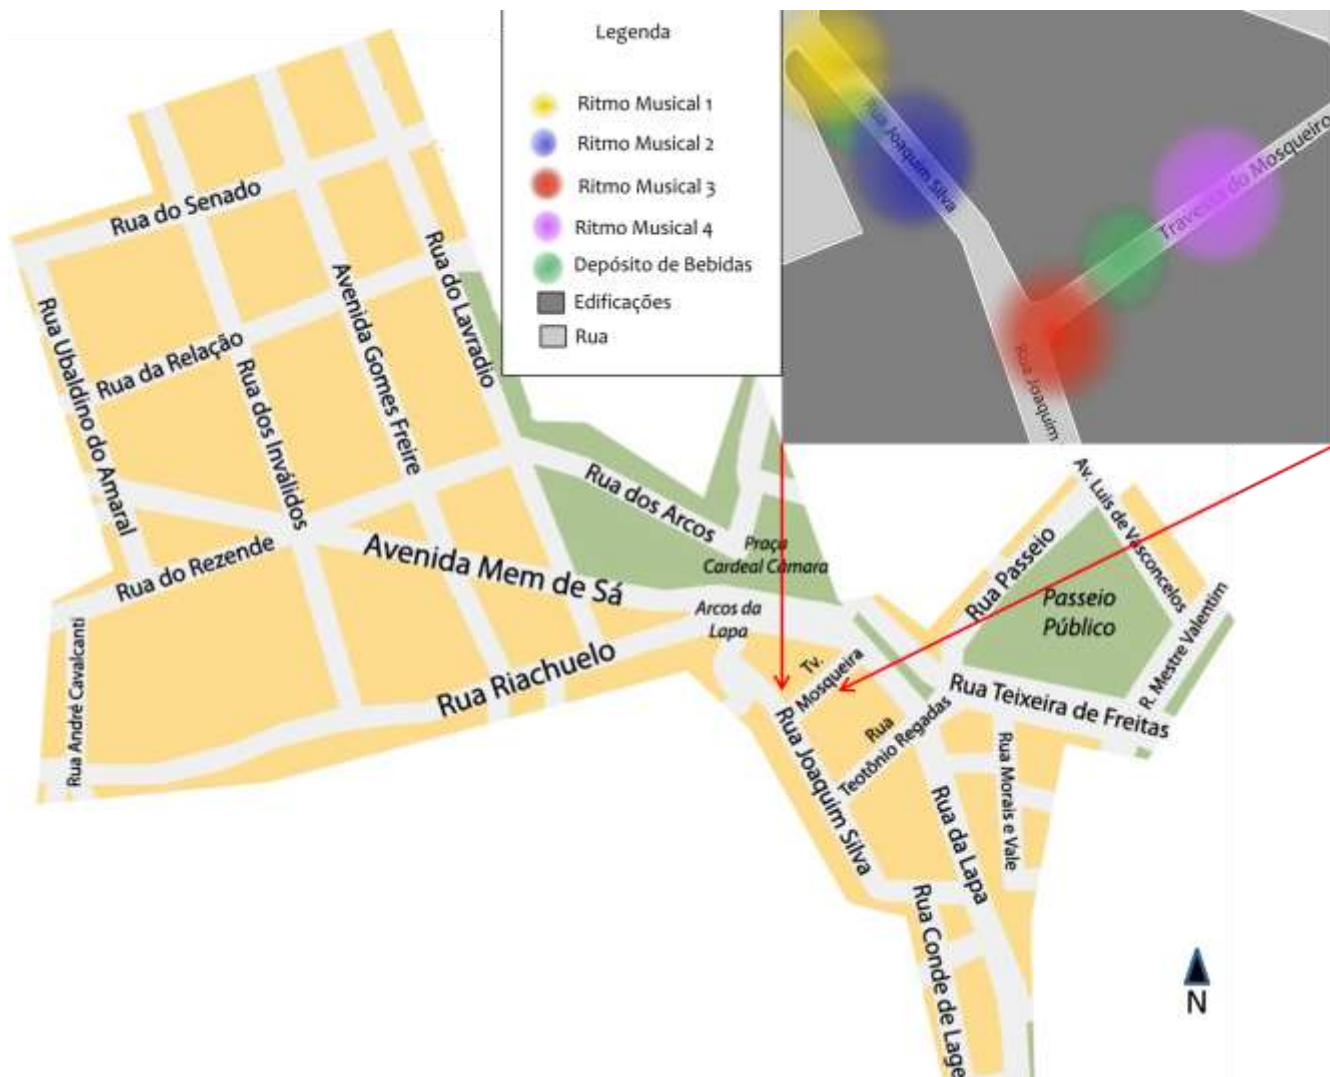 Legenda
Ritmo Musical 1
Ritmo Musical 2
Ritmo Musical 3
Ritmo Musical 4
Depósito de Bebidas
Edificações
Rua
Rua Joaquim Silva
Travessa do Mosqueiro
Rua Joaquim
Rua do Senado
Rua do Lavradio
Avenida Gomes Freire
Rua Ubaldino do Amaral
Rua da Relação
Rua dos Inválidos
Rua dos Arcos
Rua do Rezende
Avenida Mem de Sá
Praça
Cardeal Câmara
Arcos da
Lapa
Rua Passeio
Av. Luis de Vasconcelos
Passeio
Público
R. Mestre Valentim
Rua André Cavalcanti
Rua Riachuelo
Tv.
Mosqueira
Rua
Teotônio Regadas
Rua Teixeira de Freitas
Rua Joaquim Silva
Rua da Lapa
Rua Morais e Vale
Rua Conde de Lage
N